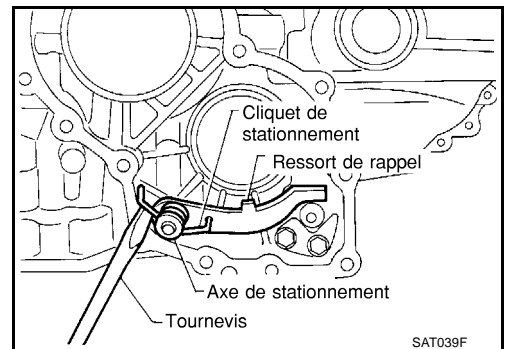 Cliquet de
stationnement
Ressort de rappel
Axe de stationnement
Tournevis
SAT039F